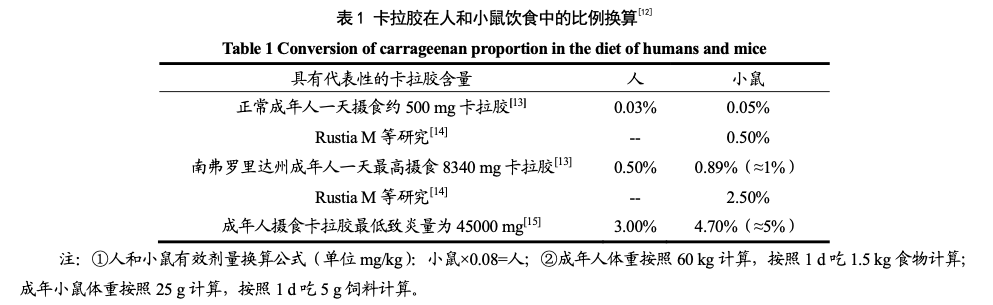 表 1 卡拉胶在人和小鼠饮食中的比例换算[12]
Table 1 Conversion of carrageenan proportion in the diet of humans and mice
具有代表性的卡拉胶含量 人 小鼠
正常成年人一天摄食约 500 mg 卡拉胶[13] 0.03% 0.05%
Rustia M 等研究[14] -- 0.50%
南弗罗里达州成年人一天最高摄食 8340 mg 卡拉胶[13] 0.50% 0.89%（≈1%）
Rustia M 等研究[14] -- 2.50%
成年人摄食卡拉胶最低致炎量为 45000 mg[15] 3.00% 4.70%（≈5%）
注：①人和小鼠有效剂量换算公式（单位 mg/kg）：小鼠×0.08=人；②成年人体重按照 60 kg 计算，按照 1 d 吃 1.5 kg 食物计算；
成年小鼠体重按照 25 g 计算，按照 1 d 吃 5 g 饲料计算。